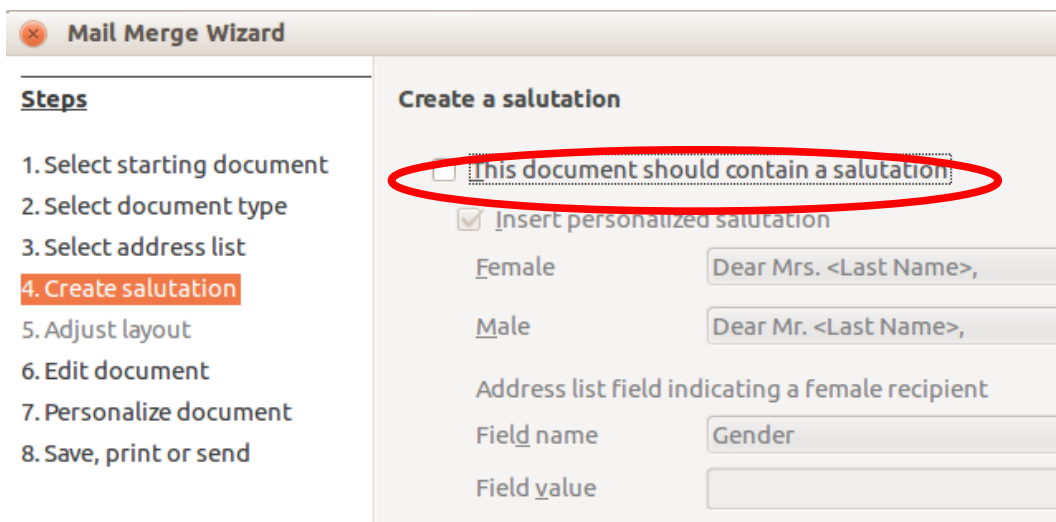 Mail Merge Wizard
Steps
1. Select starting document
2. Select document type
3. Select address list
4. Create salutation
5. Adjust layout
6. Edit document
7. Personalize document
8. Save, print or send
Create a salutation
This document should contain a salutation
Insert personalized salutation
Female Dear Mrs. <Last Name>,
Male Dear Mr. <Last Name>,
Address list field indicating a female recipient
Field name Gender
Field value